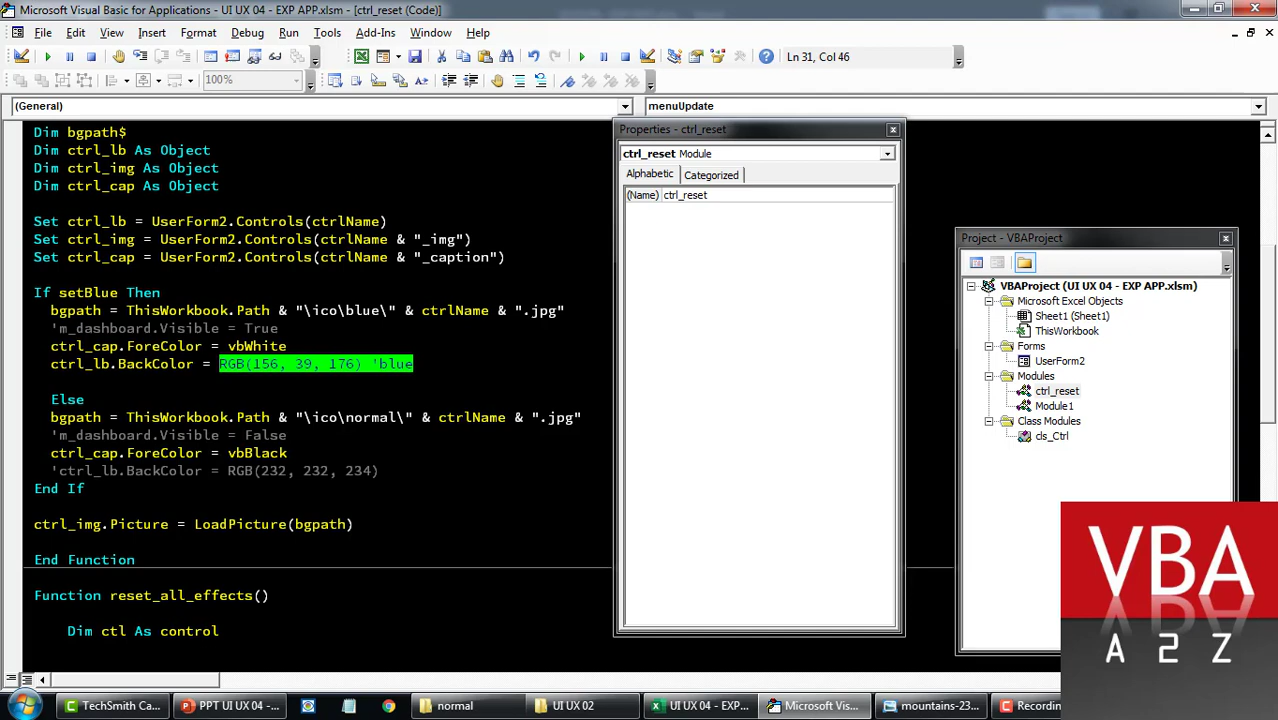 Microsoft Visual Basic for Applications - UI UX 04 - EXP APP.xlsm - [ctrl_reset (Code)]
File Edit View Insert Format Debug Run Tools Add-Ins Window Help
Ln 31, Col 46
100%
(General)
menuUpdate
Dim bgpath$
Dim ctrl_lb As Object
Dim ctrl_img As Object
Dim ctrl_cap As Object
Set ctrl_lb = UserForm2.Controls(ctrlName)
Set ctrl_img = UserForm2.Controls(ctrlName & "_img")
Set ctrl_cap = UserForm2.Controls(ctrlName & "_caption")
If setBlue Then
bgpath = ThisWorkbook.Path & "\ico\blue\" & ctrlName & ".jpg"
'm_dashboard.Visible = True
ctrl_cap.ForeColor = vbWhite
ctrl_lb.BackColor = RGB(156, 39, 176) 'blue
Else
bgpath = ThisWorkbook.Path & "\ico\normal\" & ctrlName & ".jpg"
'm_dashboard.Visible = False
ctrl_cap.ForeColor = vbBlack
'ctrl_lb.BackColor = RGB(232, 232, 234)
End If
ctrl_img.Picture = LoadPicture(bgpath)
End Function
Function reset_all_effects()
Dim ctl As control
Properties - ctrl_reset
ctrl_reset Module
Alphabetic Categorized
(Name) ctrl_reset
Project - VBAProject
VBAProject (UI UX 04 - EXP APP.xlsm)
Microsoft Excel Objects
Sheet1 (Sheet1)
ThisWorkbook
Forms
UserForm2
Modules
ctrl_reset
Module1
Class Modules
cls_Ctrl
VBA
A 2 Z
TechSmith Ca...
PPT UI UX 04 -...
normal
UI UX 02
UI UX 04 - EXP...
Microsoft Vis...
mountains-23...
Recording